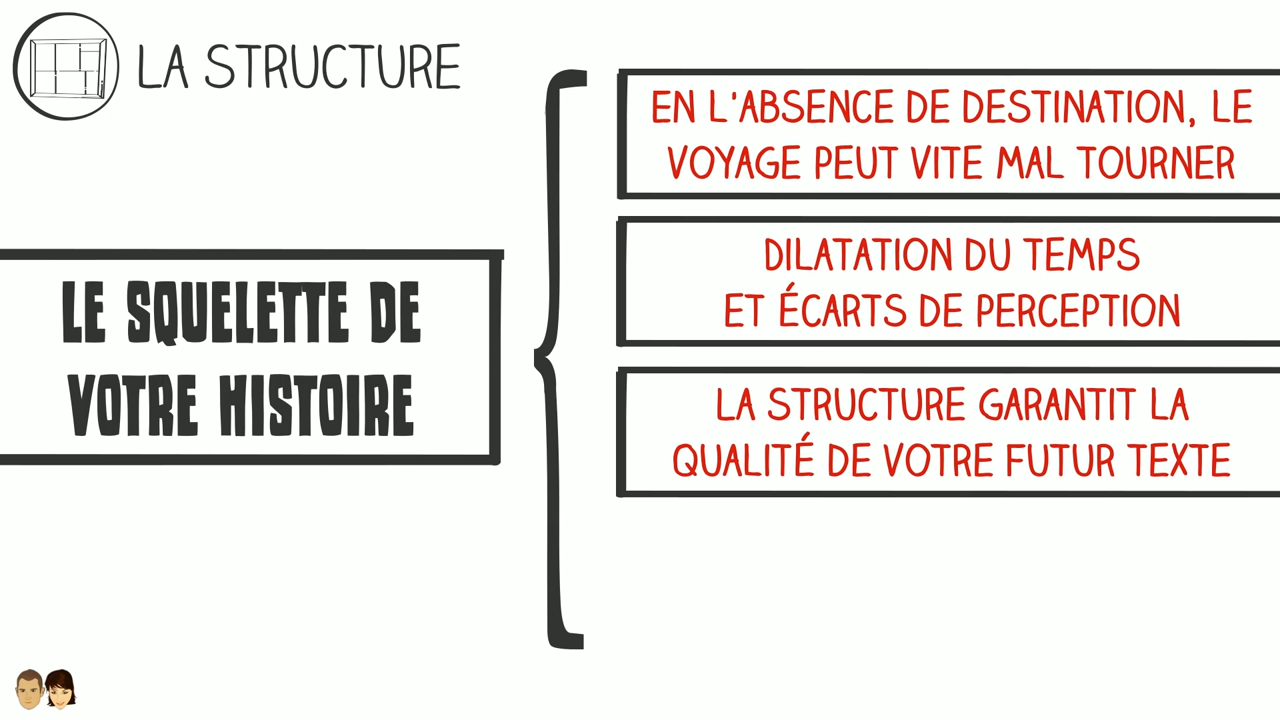 LA STRUCTURE
LE SQUELETTE DE
VOTRE HISTOIRE
EN L'ABSENCE DE DESTINATION, LE
VOYAGE PEUT VITE MAL TOURNER
DILATATION DU TEMPS
ET ÉCARTS DE PERCEPTION
LA STRUCTURE GARANTIT LA
QUALITÉ DE VOTRE FUTUR TEXTE